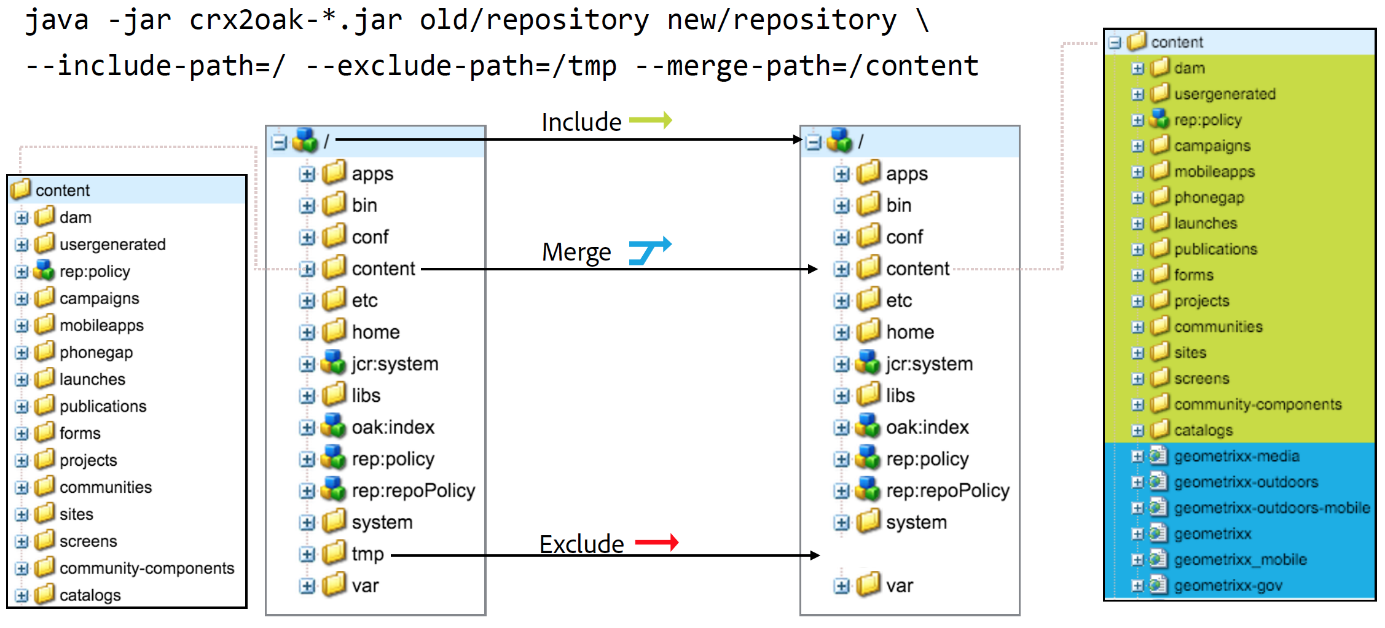 java -jar crx2oak-*.jar old/repository new/repository \
--include-path=/ --exclude-path=/tmp --merge-path=/content
content
dam
usergenerated
rep:policy
campaigns
mobileapps
phonegap
launches
publications
forms
projects
communities
sites
screens
community-components
catalogs
/
apps
bin
conf
content
etc
home
jcr:system
libs
oak:index
rep:policy
rep:repoPolicy
system
tmp
var
Include
Merge
Exclude
/
apps
bin
conf
content
etc
home
jcr:system
libs
oak:index
rep:policy
rep:repoPolicy
system
var
content
dam
usergenerated
rep:policy
campaigns
mobileapps
phonegap
launches
publications
forms
projects
communities
sites
screens
community-components
catalogs
geometrixx-media
geometrixx-outdoors
geometrixx-outdoors-mobile
geometrixx
geometrixx_mobile
geometrixx-gov